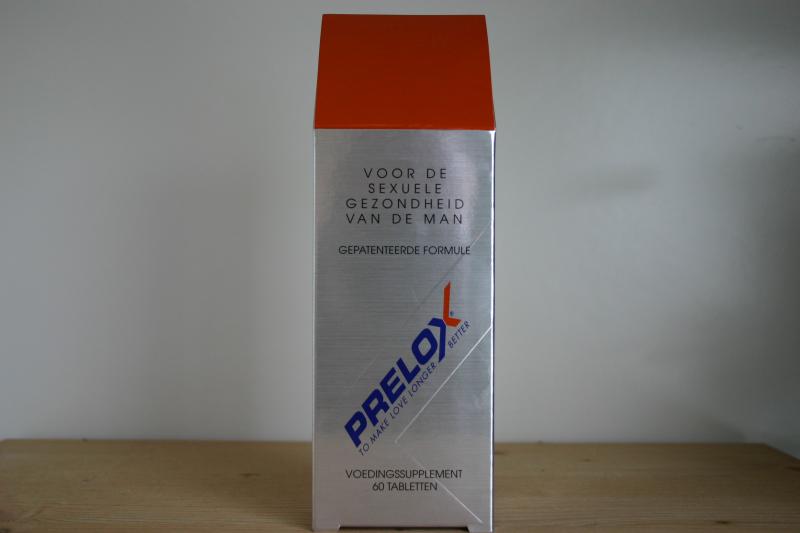 VOOR DE
SEXUELE
GEZONDHEID
VAN DE MAN
GEPATENTEERDE FORMULE
PRELOX®
TO MAKE LOVE LONGER BETTER
VOEDINGSSUPPLEMENT
60 TABLETTEN